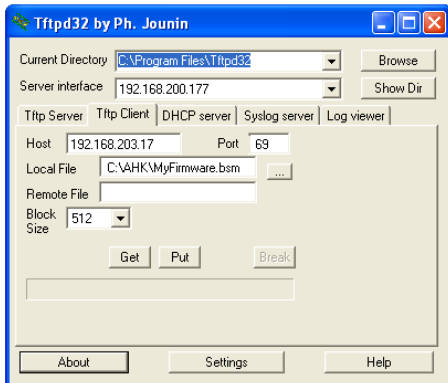 Tftpd32 by Ph. Jounin
Current Directory C:\Program Files\Tftpd32 Browse
Server interface 192.168.200.177 Show Dir
Tftp Server Tftp Client DHCP server Syslog server Log viewer
Host 192.168.203.17 Port 69
Local File C:\AHK\MyFirmware.bsm ...
Remote File
Block
Size 512
Get Put Break
About Settings Help